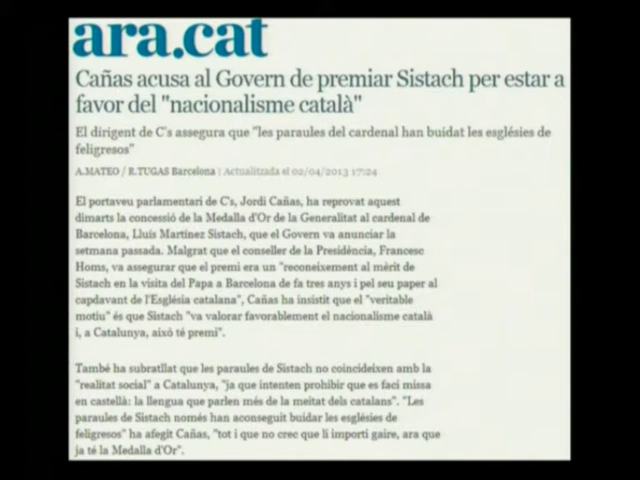 ara.cat
Cañas acusa al Govern de premiar Sistach per estar a
favor del "nacionalisme català"
El dirigent de C's assegura que "les paraules del cardenal han buidat les esglésies de
feligresos"
A.MATEO / R.TUGAS Barcelona | Actualitzada el 02/04/2013 17:24
El portaveu parlamentari de C's, Jordi Cañas, ha reprovat aquest
dimarts la concessió de la Medalla d'Or de la Generalitat al cardenal de
Barcelona, Lluís Martínez Sistach, que el Govern va anunciar la
setmana passada. Malgrat que el conseller de la Presidència, Francesc
Homs, va assegurar que el premi era un "reconeixement al mèrit de
Sistach en la visita del Papa a Barcelona de fa tres anys i pel seu paper al
capdavant de l'Església catalana", Cañas ha insistit que el "veritable
motiu" és que Sistach "va valorar favorablement el nacionalisme català
i, a Catalunya, això té premi".
També ha subratllat que les paraules de Sistach no coincideixen amb la
"realitat social" a Catalunya, "ja que intenten prohibir que es faci missa
en castellà: la llengua que parlen més de la meitat dels catalans". "Les
paraules de Sistach només han aconseguit buidar les esglésies de
feligresos" ha afegit Cañas, "tot i que no crec que li importi gaire, ara que
ja té la Medalla d'Or".